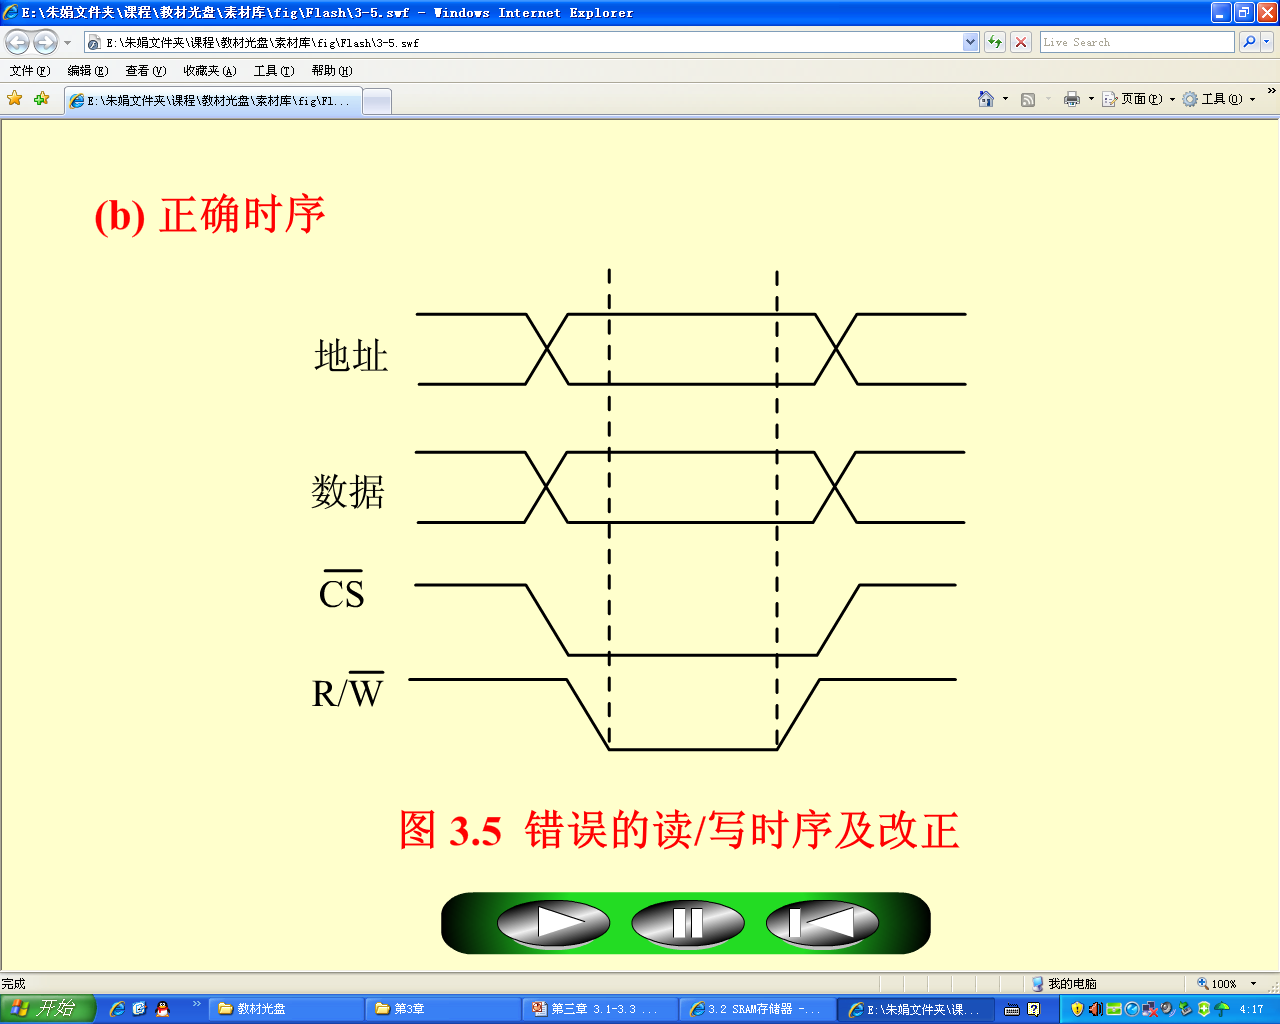 E:\朱娟文件夹\课程\教材光盘\素材库\fig\Flash\3-5.swf - Windows Internet Explorer
E:\朱娟文件夹\课程\教材光盘\素材库\fig\Flash\3-5.swf
Live Search
文件(F) 编辑(E) 查看(V) 收藏夹(A) 工具(T) 帮助(H)
E:\朱娟文件夹\课程\教材光盘\素材库\fig\Fl...
页面(P) 工具(O)
(b) 正确时序
地址
数据
C̅S̅
R/W̅
图 3.5 错误的读/写时序及改正
完成
我的电脑
100%
开始
教材光盘
第3章
第三章 3.1-3.3 ...
3.2 SRAM存储器 -...
E:\朱娟文件夹\课...
4:17